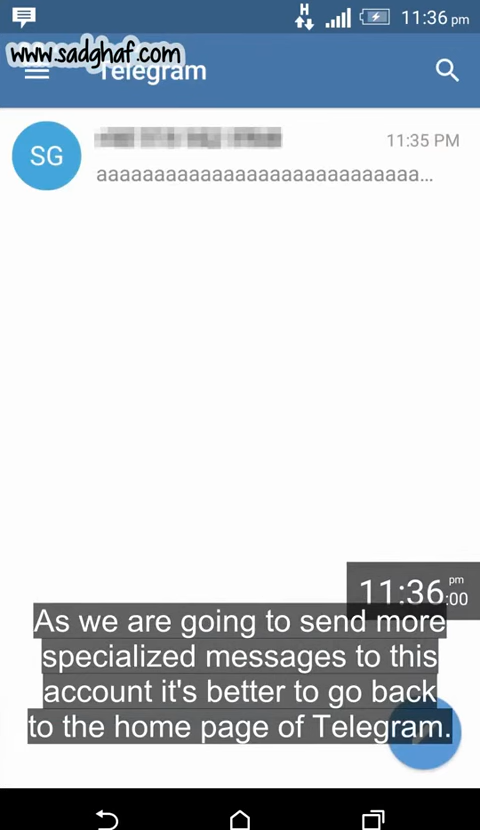 H
11:36 pm
www.sadghaf.com
Telegram
SG
11:35 PM
aaaaaaaaaaaaaaaaaaaaaaaaaaaa...
11:36:00 pm
As we are going to send more
specialized messages to this
account it's better to go back
to the home page of Telegram.